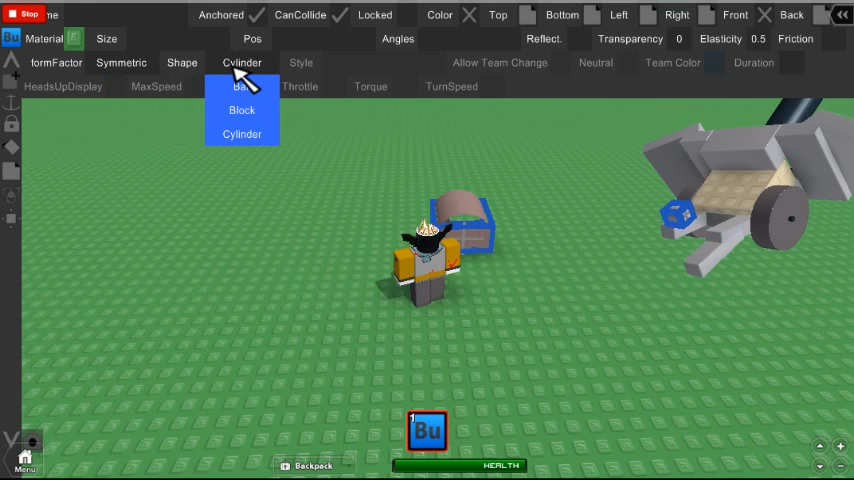 Stop me Anchored CanCollide Locked Color Top Bottom Left Right Front Back
Bu Material Size Pos Angles Reflect. Transparency 0 Elasticity 0.5 Friction
formFactor Symmetric Shape Cylinder Style Allow Team Change Neutral Team Color Duration
HeadsUpDisplay MaxSpeed Throttle Torque TurnSpeed
Block
Cylinder
1
Bu
Menu
Backpack
HEALTH